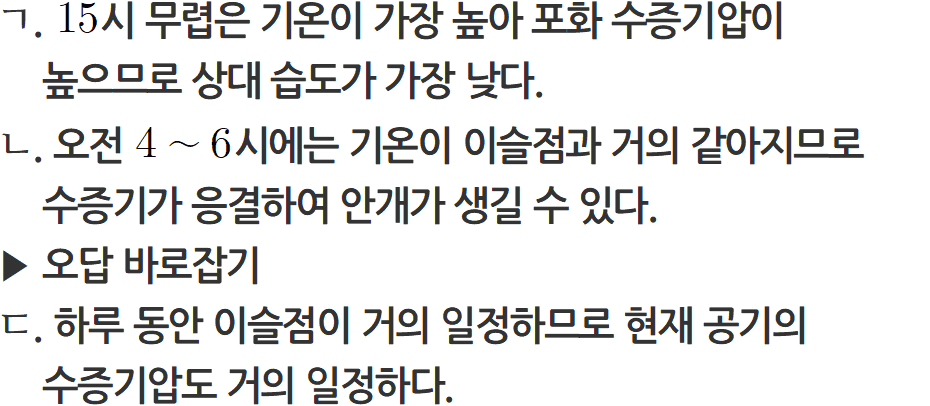 ㄱ. 15시 무렵은 기온이 가장 높아 포화 수증기압이
높으므로 상대 습도가 가장 낮다.
ㄴ. 오전 4 ~ 6시에는 기온이 이슬점과 거의 같아지므로
수증기가 응결하여 안개가 생길 수 있다.
▶ 오답 바로잡기
ㄷ. 하루 동안 이슬점이 거의 일정하므로 현재 공기의
수증기압도 거의 일정하다.